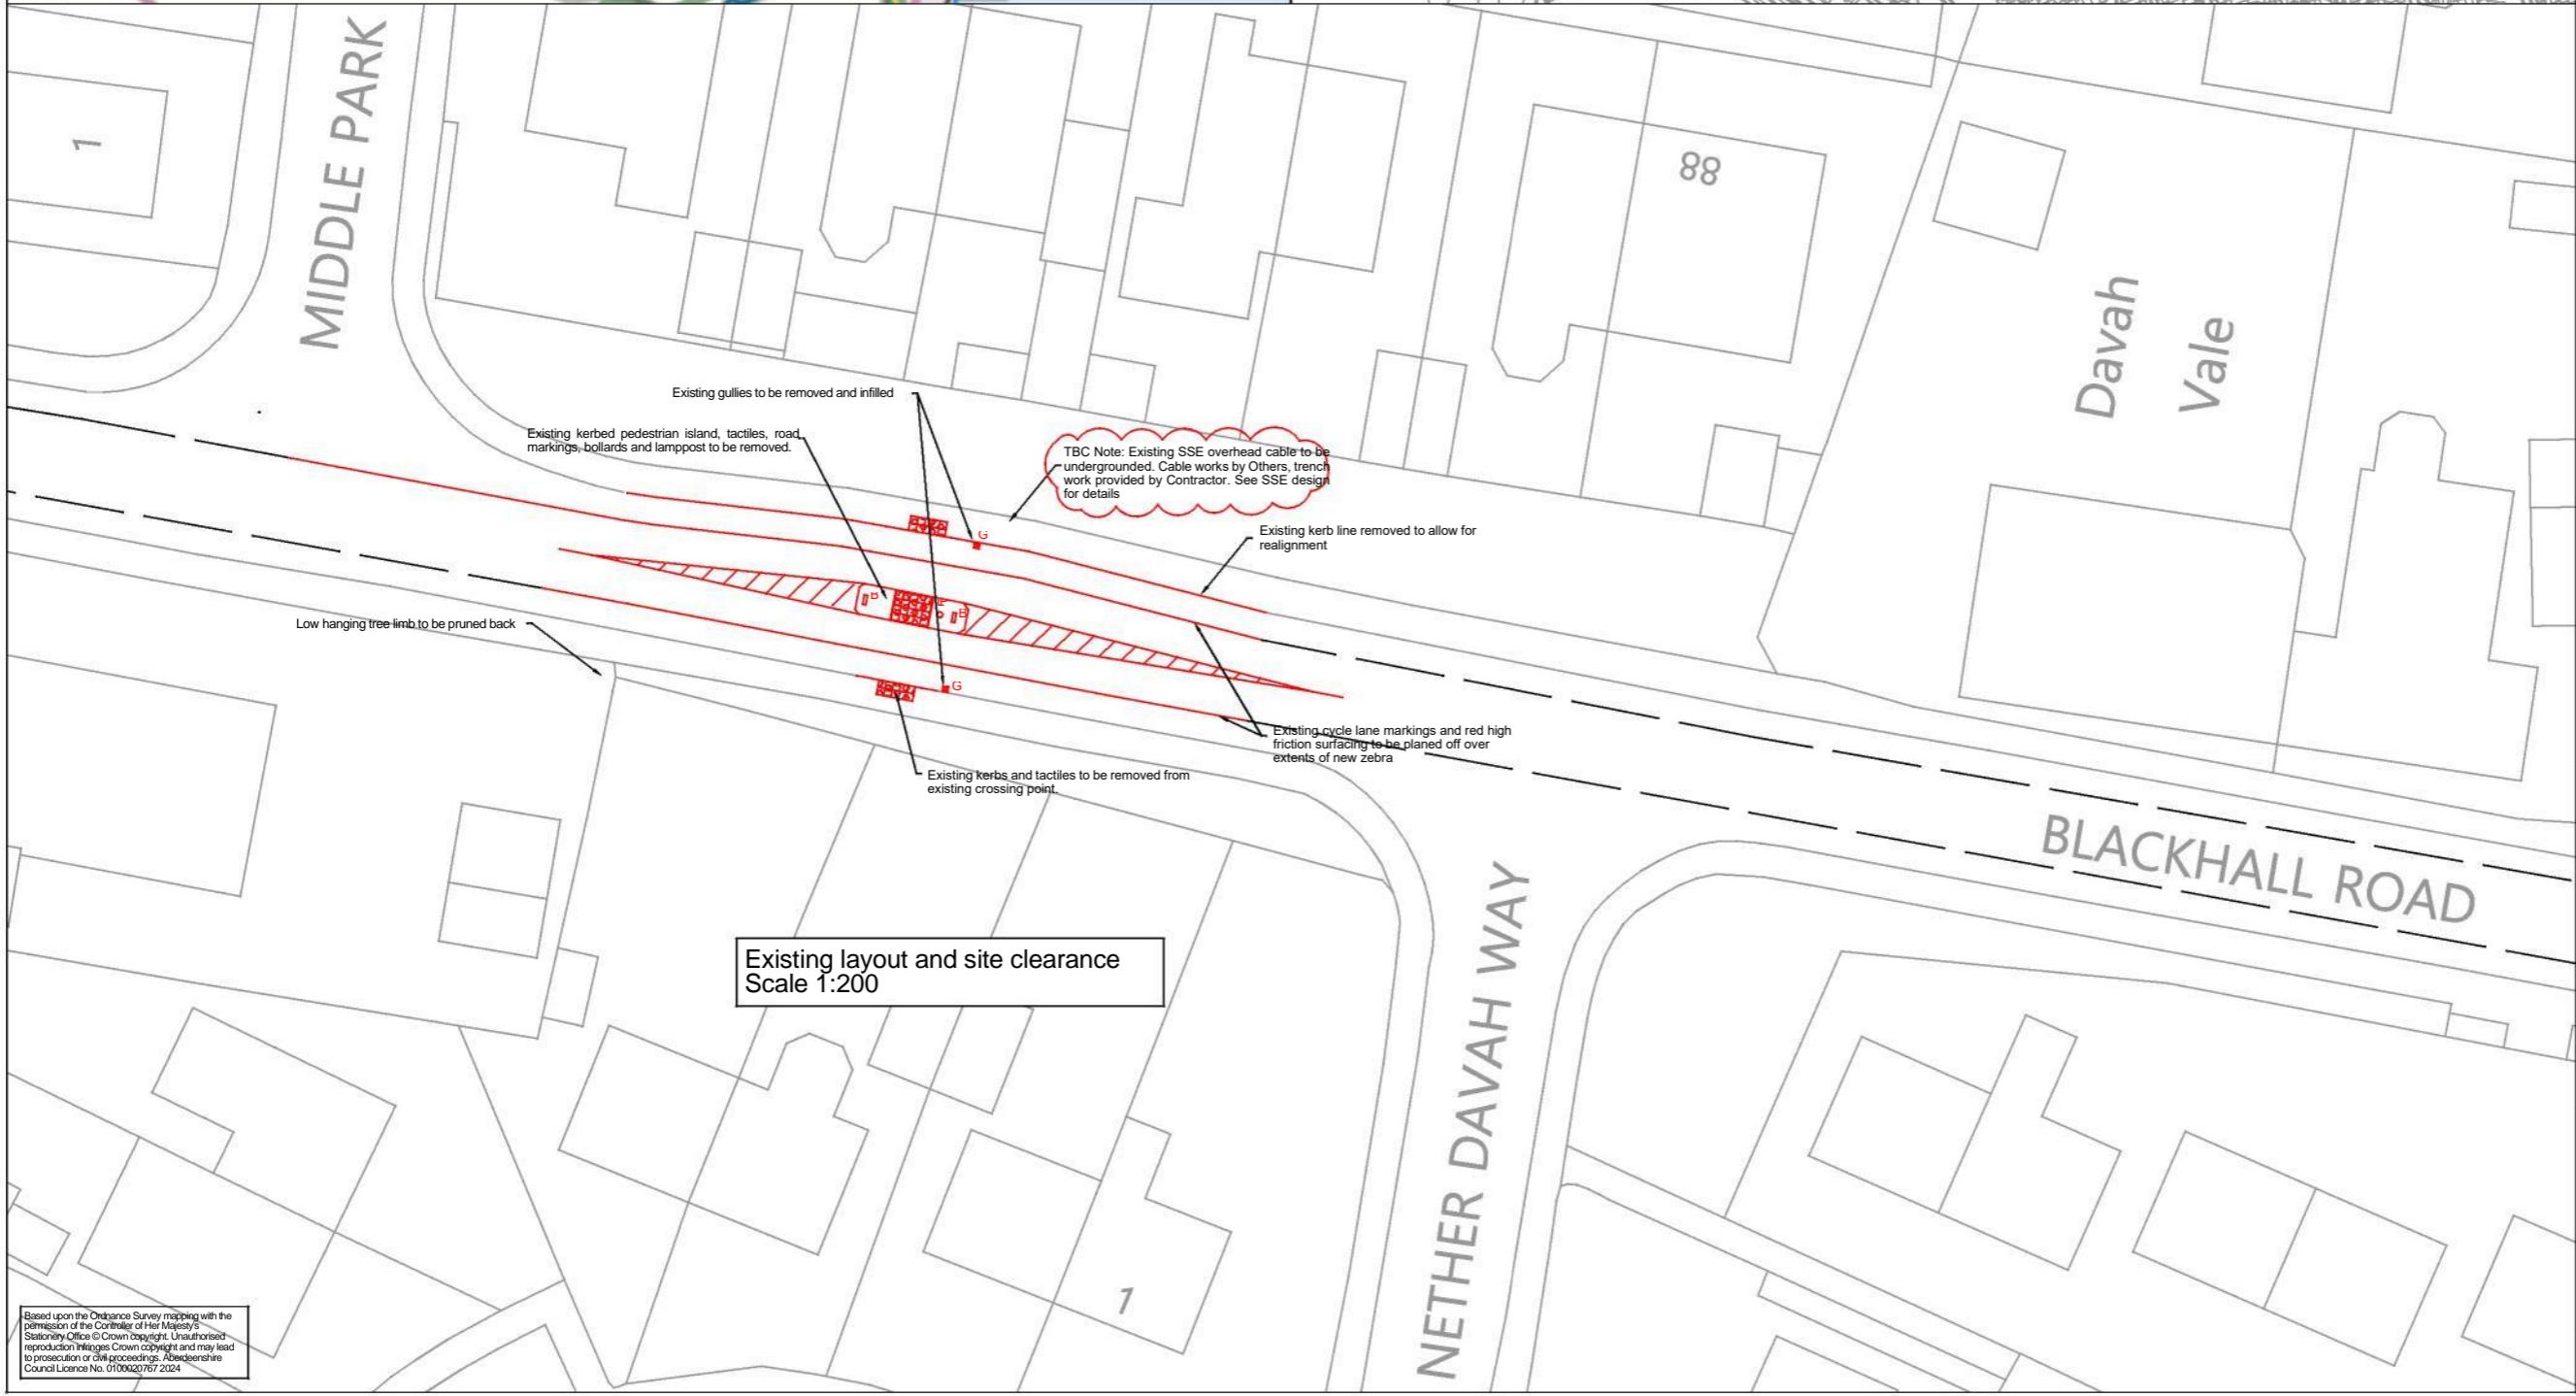 MIDDLE PARK
1
88
Davah
Vale
Existing gullies to be removed and infilled
Existing kerbed pedestrian island, tactiles, road
markings, bollards and lamppost to be removed.
TBC Note: Existing SSE overhead cable to be
undergrounded. Cable works by Others, trench
work provided by Contractor. See SSE design
for details
Existing kerb line removed to allow for
realignment
G
B
B
G
Low hanging tree limb to be pruned back
Existing cycle lane markings and red high
friction surfacing to be planed off over
extents of new zebra
Existing kerbs and tactiles to be removed from
existing crossing point.
BLACKHALL ROAD
NETHER DAVAH WAY
Existing layout and site clearance
Scale 1:200
1
Based upon the Ordnance Survey mapping with the
permission of the Controller of Her Majesty's
Stationery Office © Crown copyright. Unauthorised
reproduction infringes Crown copyright and may lead
to prosecution or civil proceedings. Aberdeenshire
Council Licence No. 0100020767 2024